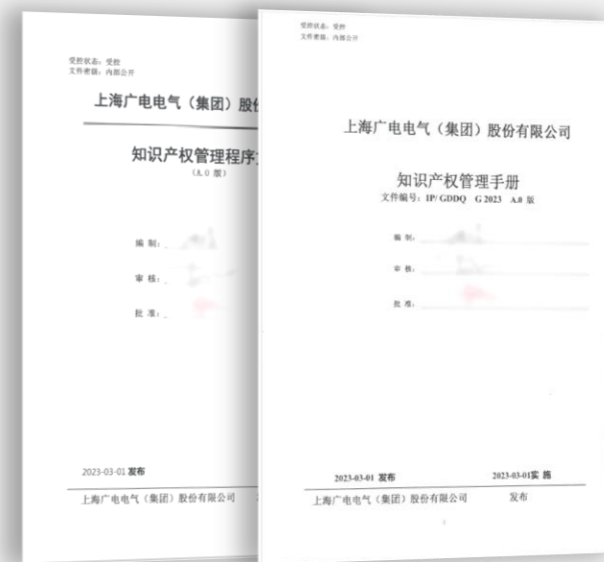 受控状态：受控
文件密级：内部公开
上海广电电气（集团）股
知识产权管理程序
（A.0 版）
编 制：
审 核：
批 准：
2023-03-01 发布
上海广电电气（集团）股份有限公司
受控状态：受控
文件密级：内部公开
上海广电电气（集团）股份有限公司
知识产权管理手册
文件编号：IP/ GDDQ G 2023 A.0 版
编 制：
审 核：
批 准：
2023-03-01 发布 2023-03-01实 施
上海广电电气（集团）股份有限公司 发布